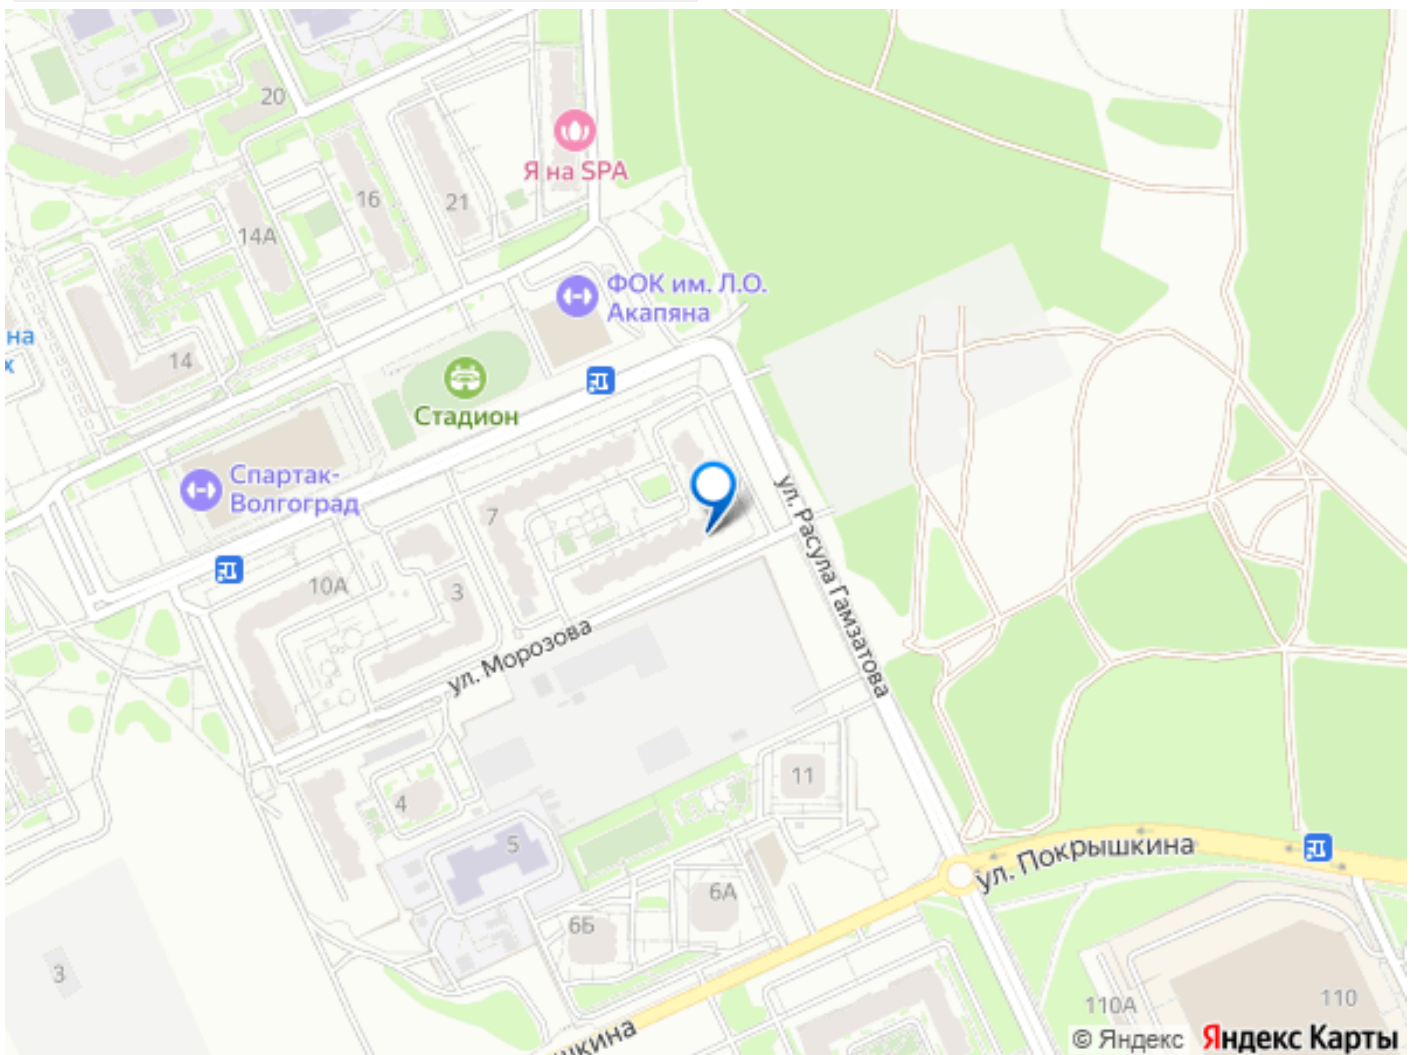 20
Я на SPA
16
21
14А
ФОК им. Л.О.
Акапяна
на
х
14
Стадион
Спартак-
Волгоград
7
ул. Расула Гамзатова
10А
3
ул. Морозова
11
4
5
ул. Покрышкина
6А
6Б
3
110А
110
шкина
© Яндекс Яндекс Карты